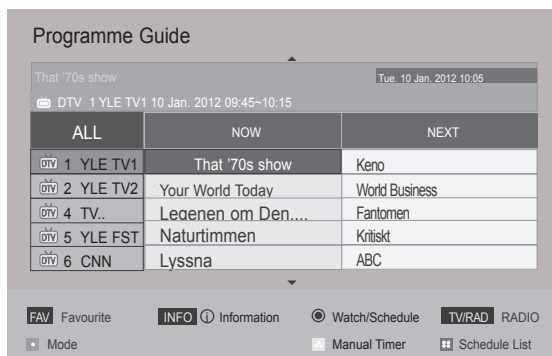 Programme Guide
That '70s show Tue. 10 Jan. 2012 10:05
DTV 1 YLE TV1 10 Jan. 2012 09:45~10:15
ALL NOW NEXT
DTV 1 YLE TV1 That '70s show Keno
DTV 2 YLE TV2 Your World Today World Business
DTV 4 TV.. Legenen om Den.... Fantomen
DTV 5 YLE FST Naturtimmen Kritiskt
DTV 6 CNN Lyssna ABC
FAV Favourite INFO i Information Watch/Schedule TV/RAD RADIO
Mode Manual Timer Schedule List